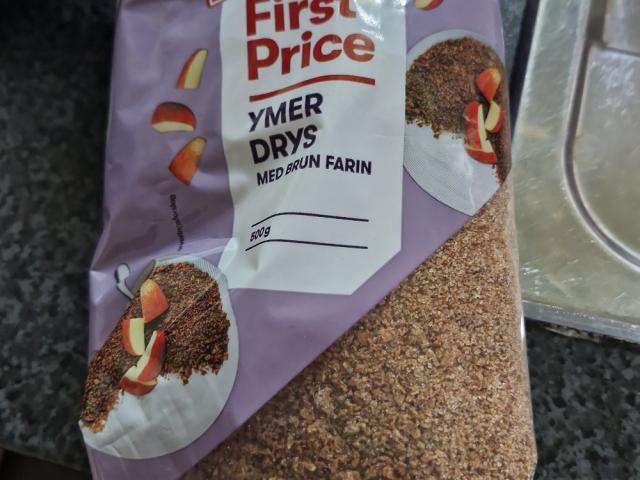 First
Price
YMER
DRYS
MED BRUN FARIN
500g